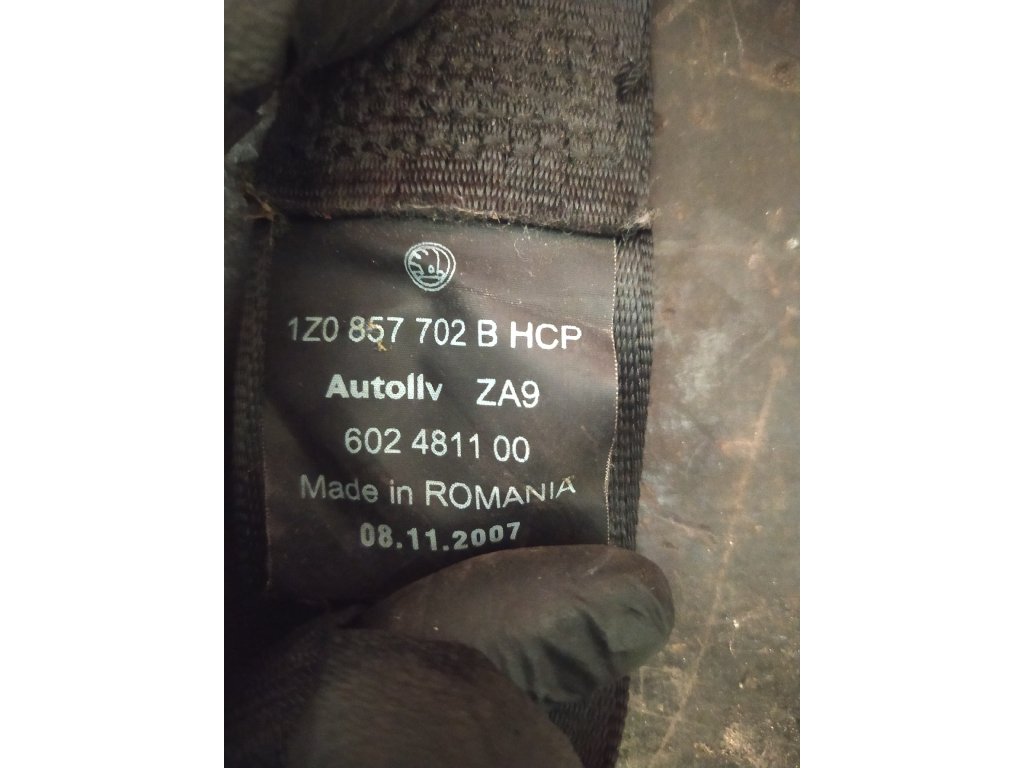 1Z0 857 702 B HCP
Autoliv ZA9
602 4811 00
Made in ROMANIA
08.11.2007